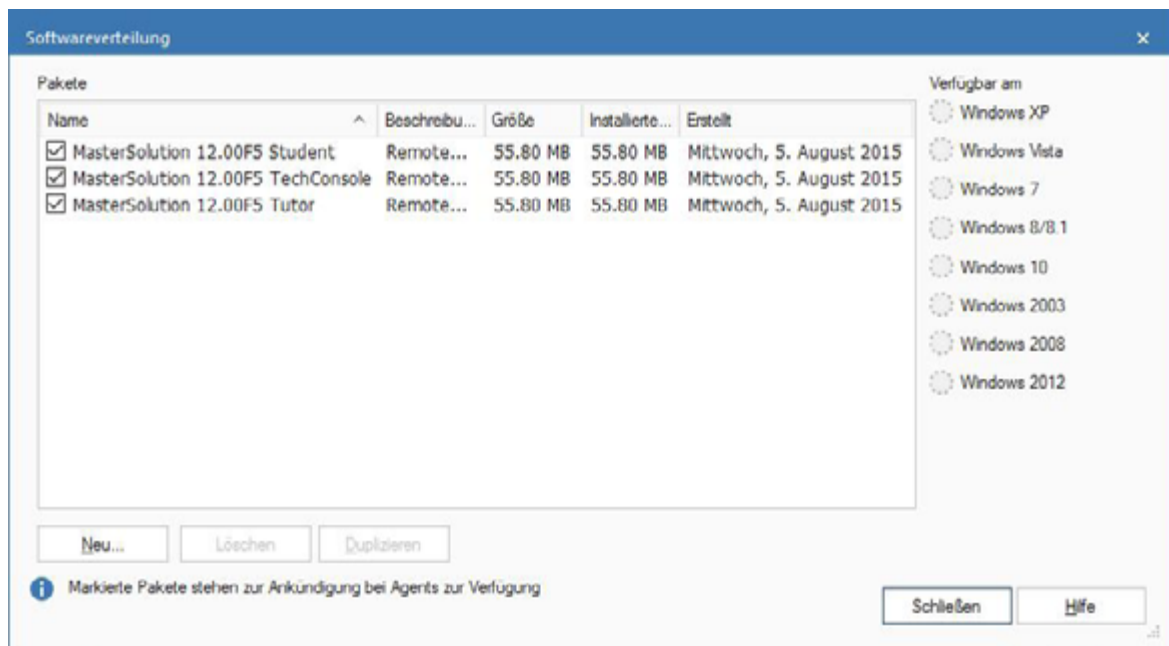 Softwareverteilung
Pakete
Name Beschreibu... Größe Installierte... Erstellt
MasterSolution 12.00F5 Student Remote... 55.80 MB 55.80 MB Mittwoch, 5. August 2015
MasterSolution 12.00F5 TechConsole Remote... 55.80 MB 55.80 MB Mittwoch, 5. August 2015
MasterSolution 12.00F5 Tutor Remote... 55.80 MB 55.80 MB Mittwoch, 5. August 2015
Verfügbar am
Windows XP
Windows Vista
Windows 7
Windows 8/8.1
Windows 10
Windows 2003
Windows 2008
Windows 2012
Neu... Löschen Duplizieren
Markierte Pakete stehen zur Ankündigung bei Agents zur Verfügung
Schließen Hilfe